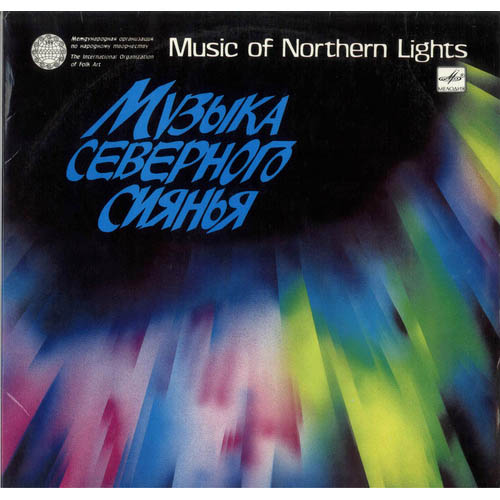 Международная организация
по народному творчеству
The International Organization
of Folk Art
Music of Northern Lights
МЕЛОДИЯ
МУЗЫКА
СЕВЕРНОГО
СИЯНЬЯ